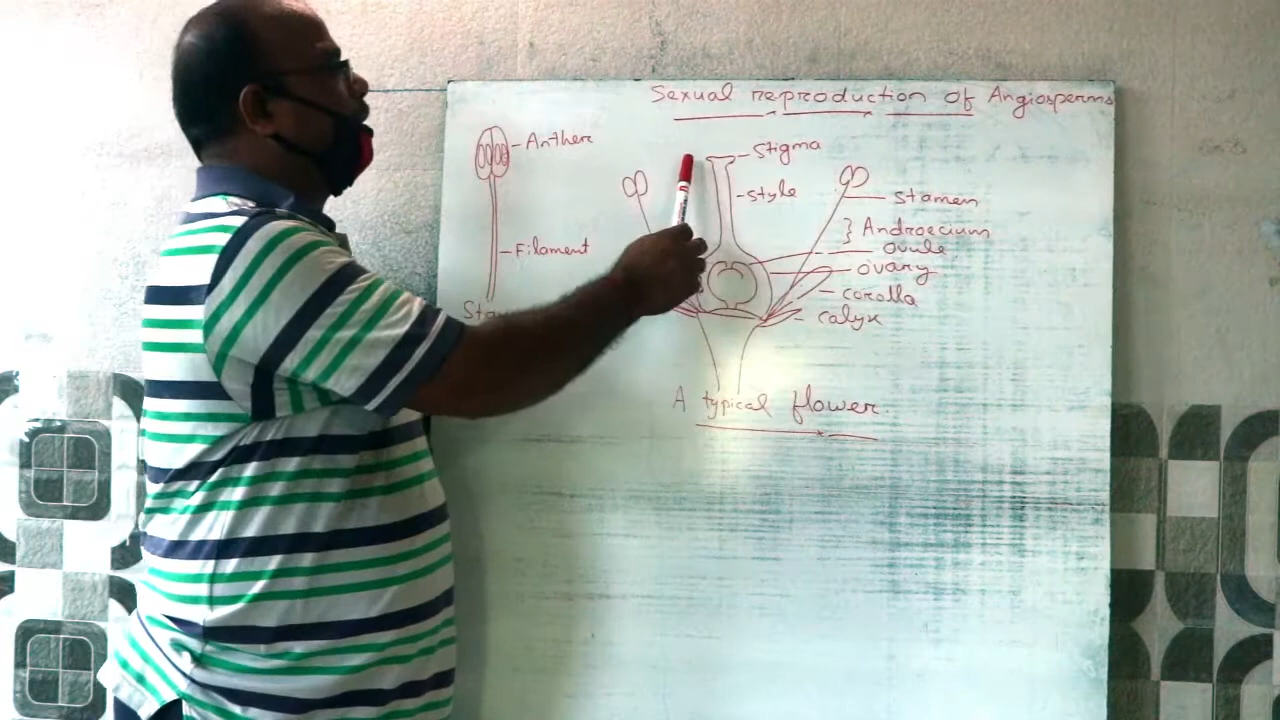 Sexual reproduction of Angiosperms
Anther
Stigma
style
stamen
} Androecium
Filament
ovule
ovary
corolla
calyx
A typical flower.